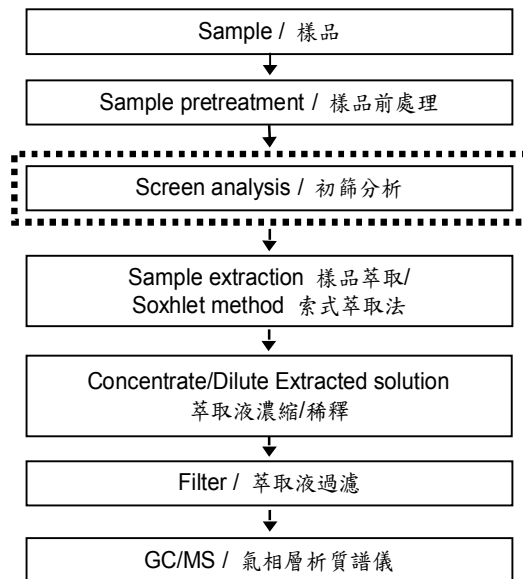 Sample / 樣品
Sample pretreatment / 樣品前處理
Screen analysis / 初篩分析
Sample extraction 樣品萃取/
Soxhlet method 索式萃取法
Concentrate/Dilute Extracted solution
萃取液濃縮/稀釋
Filter / 萃取液過濾
GC/MS / 氣相層析質譜儀